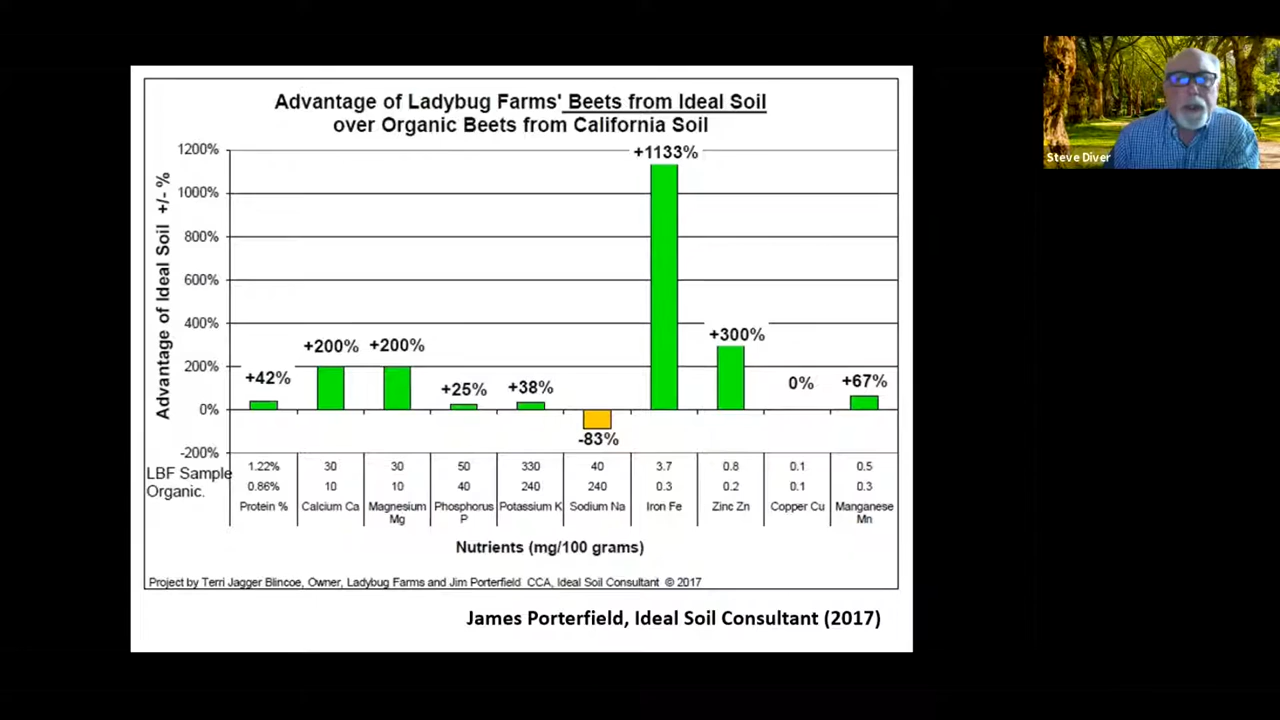 Advantage of Ladybug Farms' Beets from Ideal Soil
over Organic Beets from California Soil
Advantage of Ideal Soil +/- %
1200%
1000%
800%
600%
400%
200%
0%
-200%
+42%
+200%
+200%
+25%
+38%
-83%
+1133%
+300%
0%
+67%
LBF Sample 1.22% 30 30 50 330 40 3.7 0.8 0.1 0.5
Organic. 0.86% 10 10 40 240 240 0.3 0.2 0.1 0.3
Protein % Calcium Ca Magnesium Mg Phosphorus P Potassium K Sodium Na Iron Fe Zinc Zn Copper Cu Manganese Mn
Nutrients (mg/100 grams)
Project by Terri Jagger Blincoe, Owner, Ladybug Farms and Jim Porterfield CCA, Ideal Soil Consultant © 2017
James Porterfield, Ideal Soil Consultant (2017)
Steve Diver